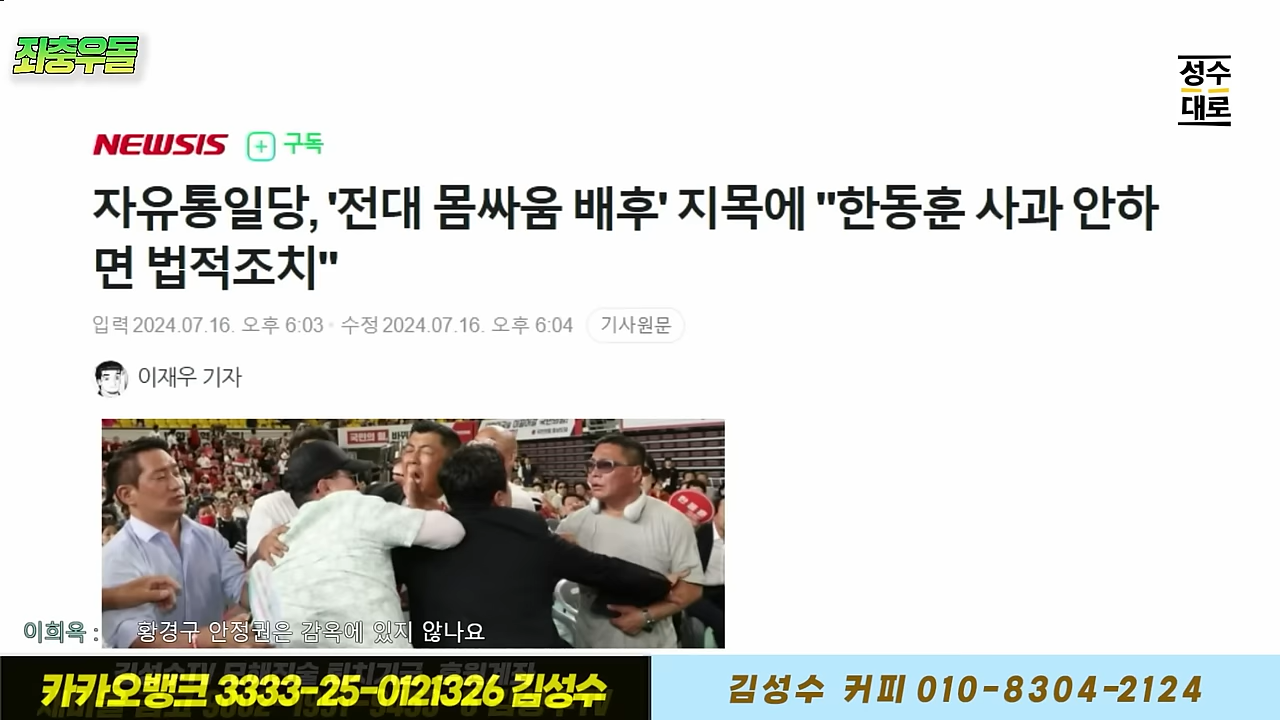 좌충우돌
성수
대로
NEWSIS + 구독
자유통일당, '전대 몸싸움 배후' 지목에 "한동훈 사과 안하
면 법적조치"
입력 2024.07.16. 오후 6:03 · 수정 2024.07.16. 오후 6:04 기사원문
이재우 기자
국민의힘
한동훈
이희옥 : 황경구 안정권은 감옥에 있지 않나요
카카오뱅크 3333-25-0121326 김성수
김성수 커피 010-8304-2124